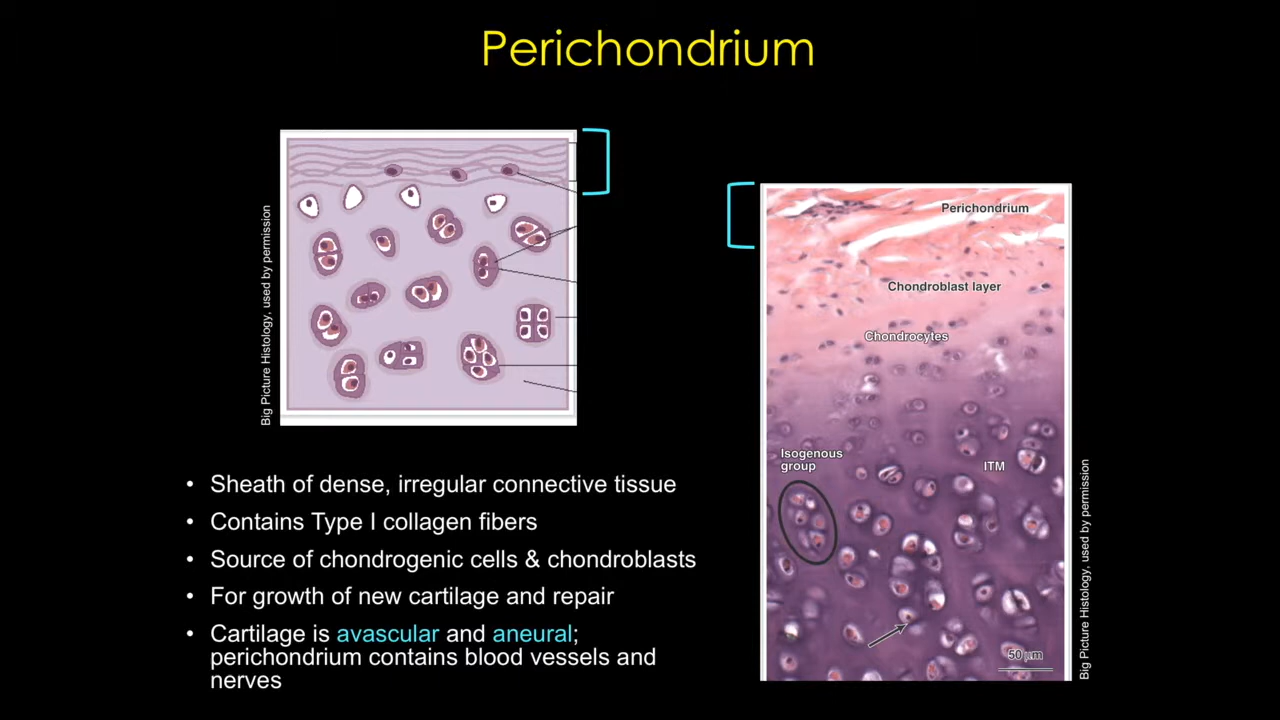 Perichondrium
Big Picture Histology, used by permission
Perichondrium
Chondroblast layer
Chondrocytes
Isogenous
group
ITM
50 µm
Big Picture Histology, used by permission
• Sheath of dense, irregular connective tissue
• Contains Type I collagen fibers
• Source of chondrogenic cells & chondroblasts
• For growth of new cartilage and repair
• Cartilage is avascular and aneural;
perichondrium contains blood vessels and
nerves